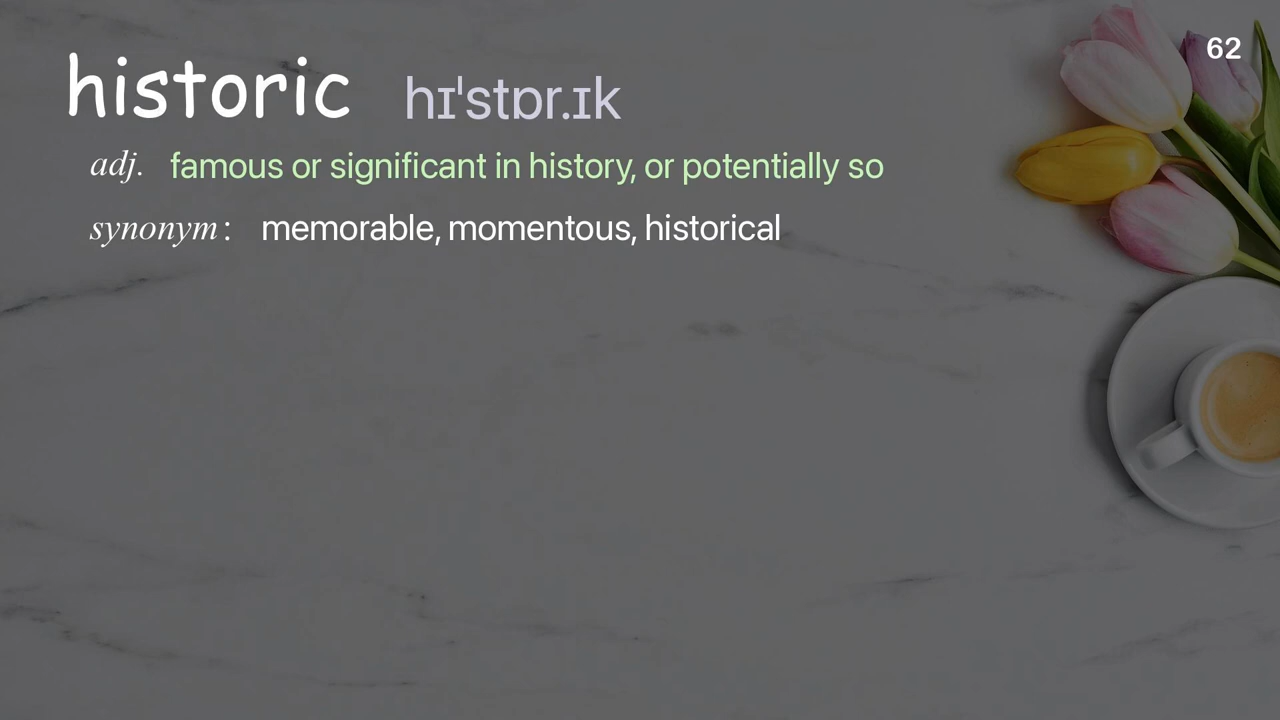 62
historic hɪˈstɒr.ɪk
adj. famous or significant in history, or potentially so
synonym : memorable, momentous, historical